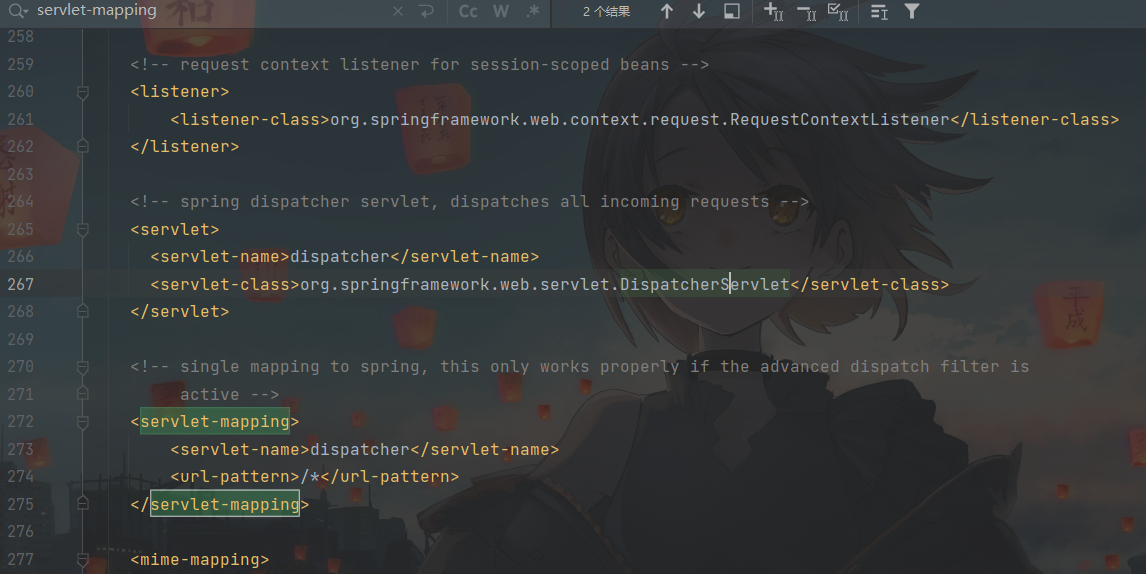 servlet-mapping
Cc W .* 2 个结果
258
259 <!-- request context listener for session-scoped beans -->
260 <listener>
261 <listener-class>org.springframework.web.context.request.RequestContextListener</listener-class>
262 </listener>
263
264 <!-- spring dispatcher servlet, dispatches all incoming requests -->
265 <servlet>
266 <servlet-name>dispatcher</servlet-name>
267 <servlet-class>org.springframework.web.servlet.DispatcherServlet</servlet-class>
268 </servlet>
269
270 <!-- single mapping to spring, this only works properly if the advanced dispatch filter is
271 active -->
272 <servlet-mapping>
273 <servlet-name>dispatcher</servlet-name>
274 <url-pattern>/*</url-pattern>
275 </servlet-mapping>
276
277 <mime-mapping>
和
平成